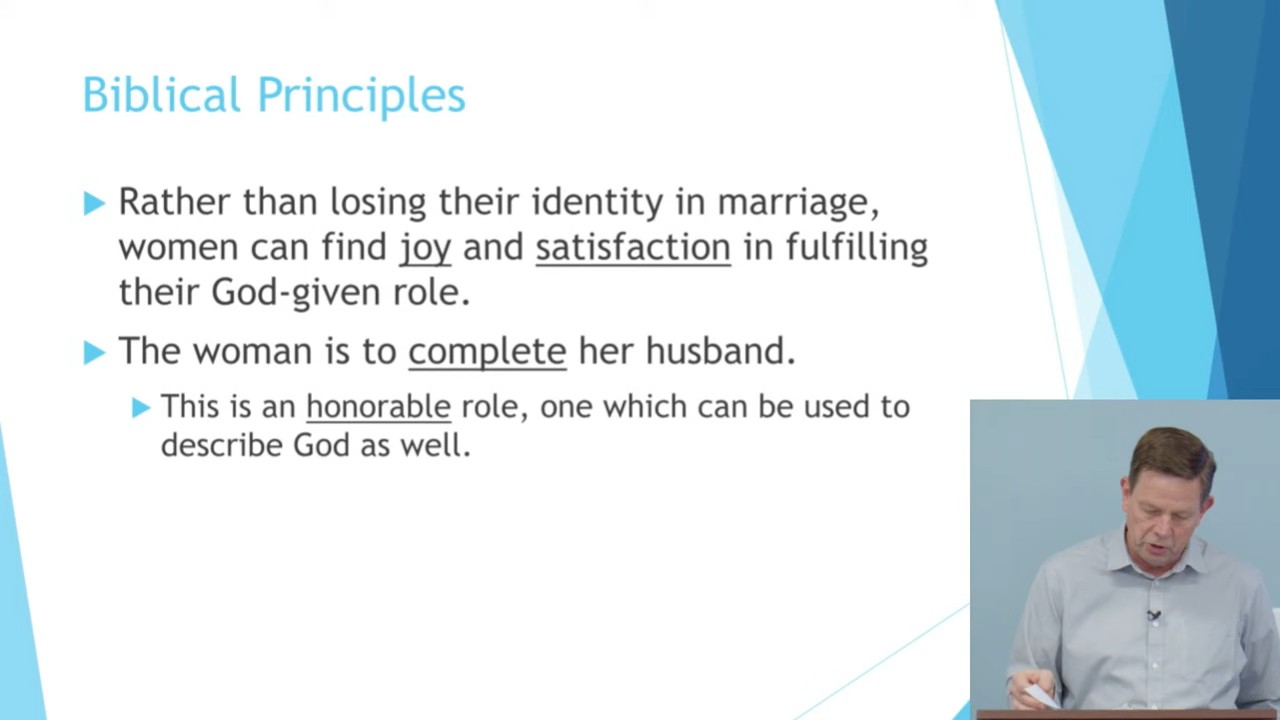 Biblical Principles
Rather than losing their identity in marriage,
women can find joy and satisfaction in fulfilling
their God-given role.
The woman is to complete her husband.
This is an honorable role, one which can be used to
describe God as well.